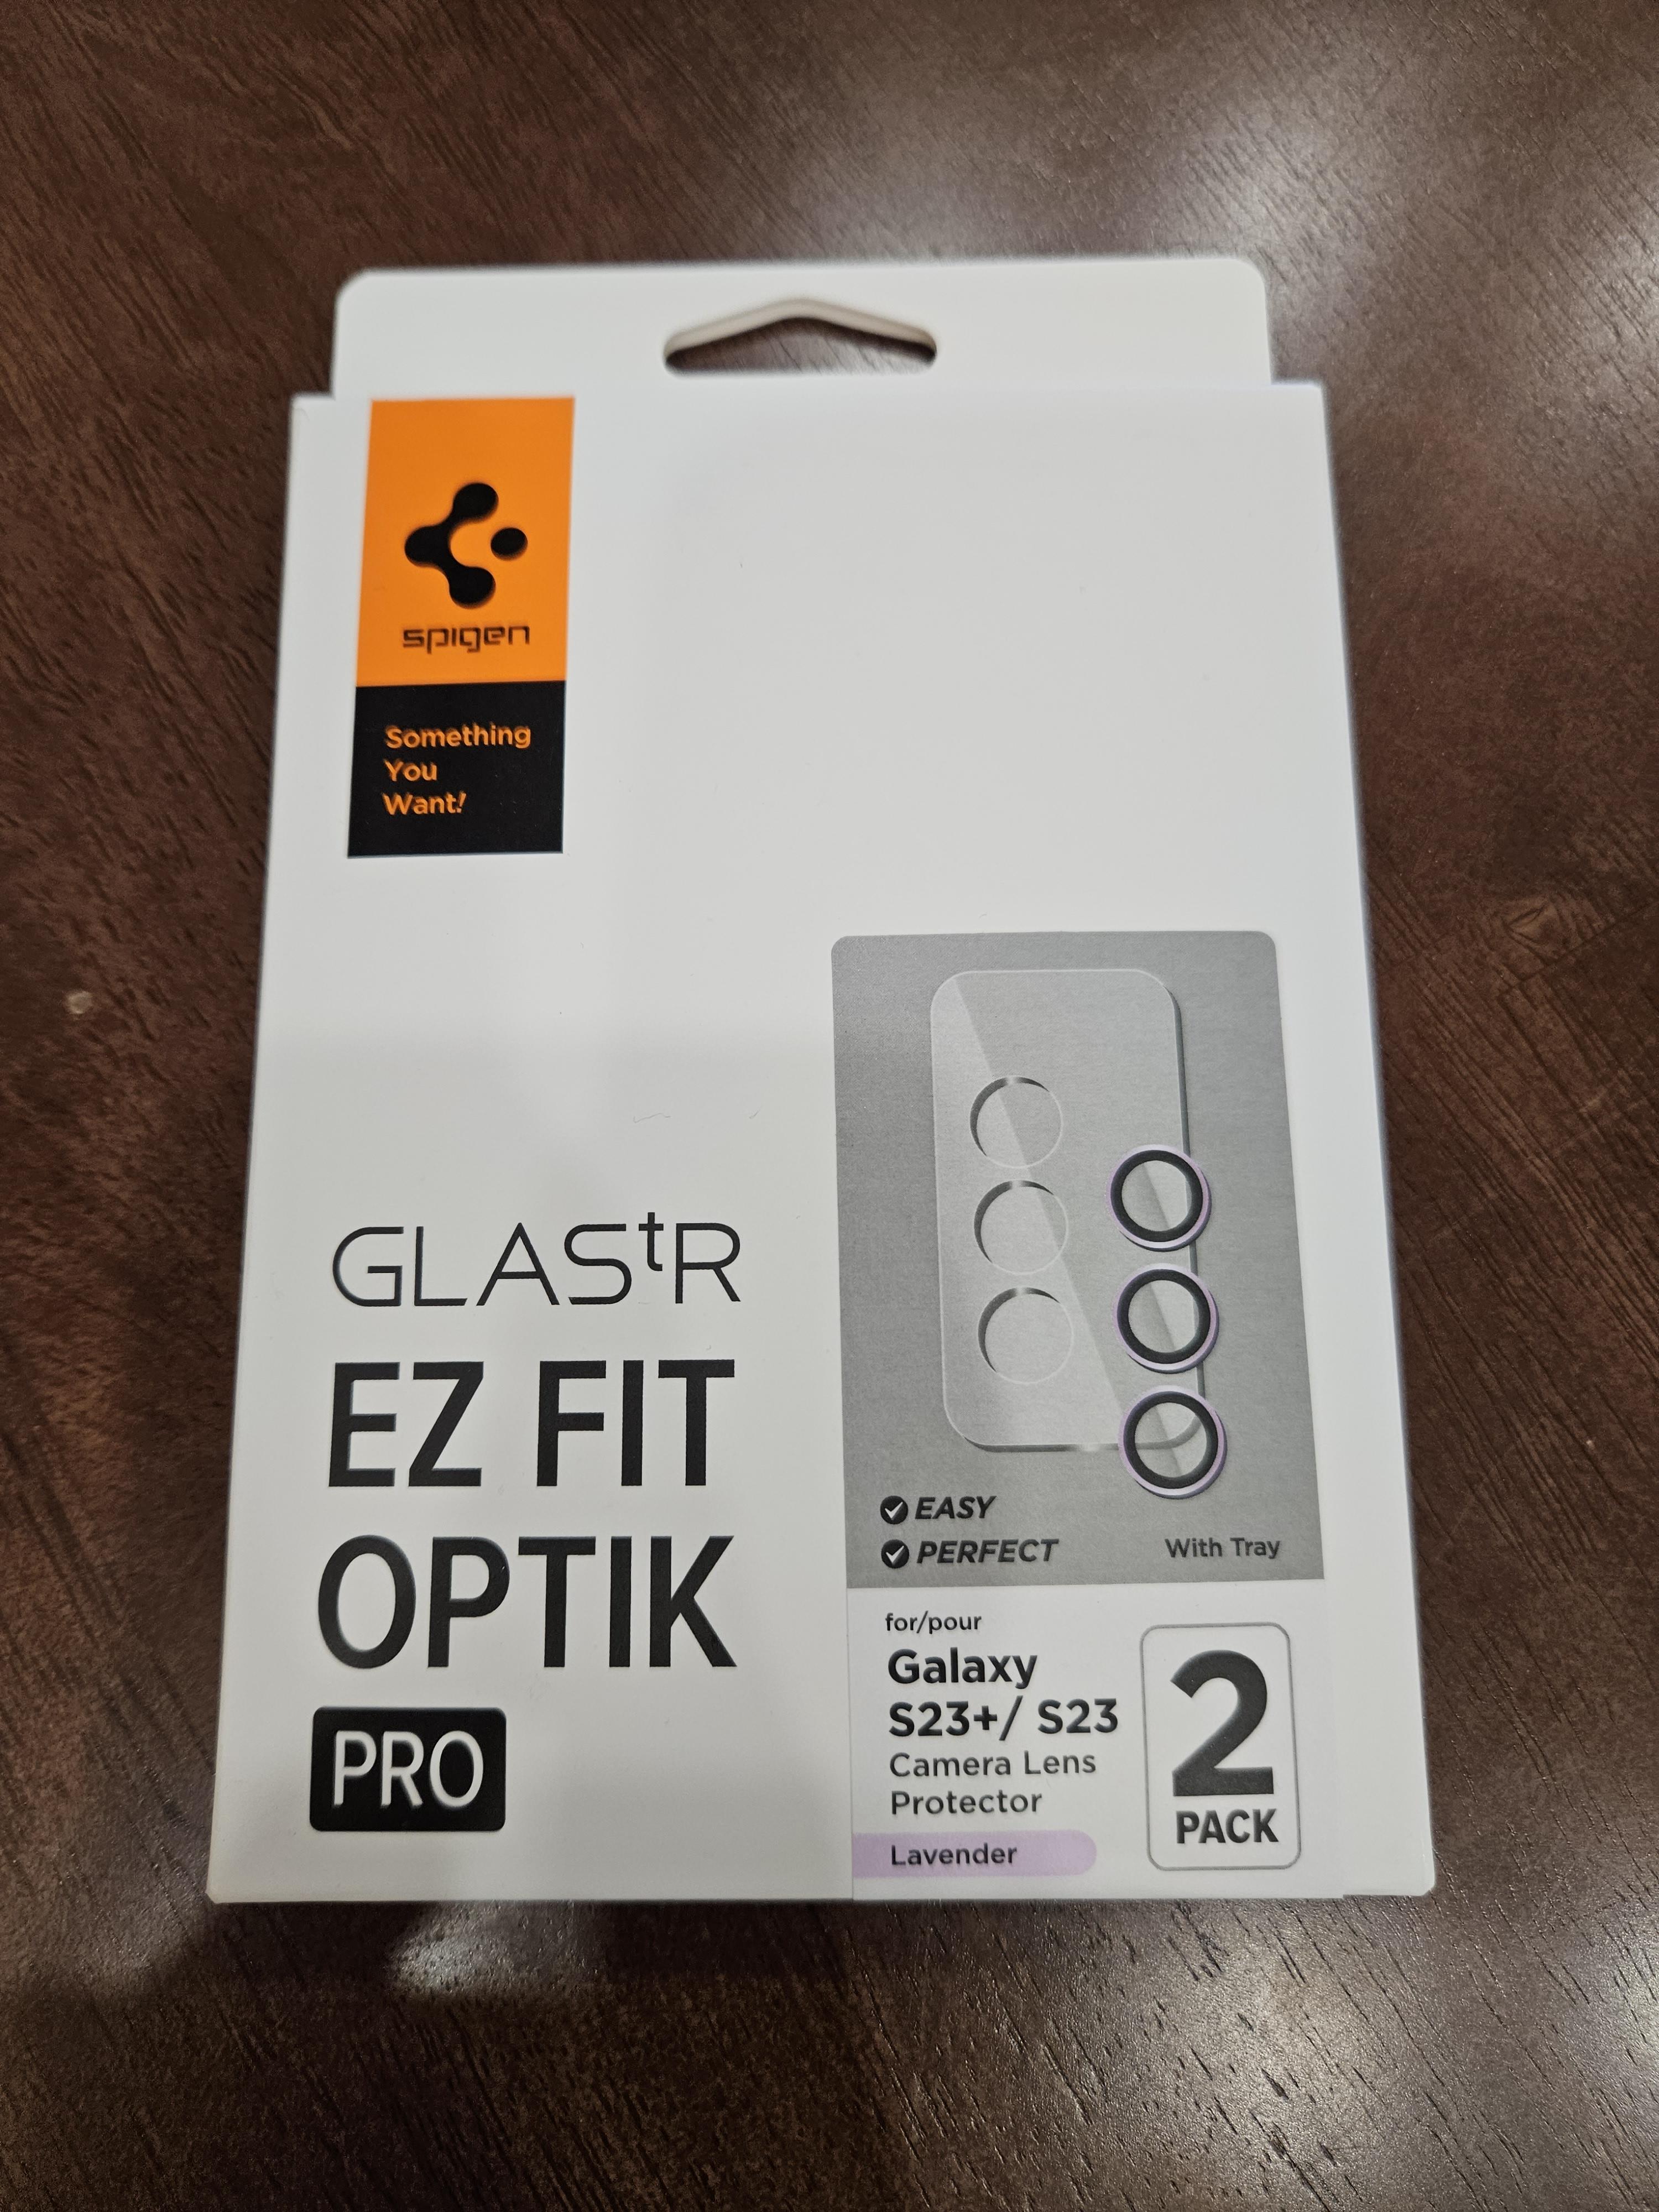 spigen
Something
You
Want!
GLAStR
EZ FIT
OPTIK
PRO
EASY
PERFECT
With Tray
for/pour
Galaxy
S23+/ S23
Camera Lens
Protector
Lavender
2
PACK